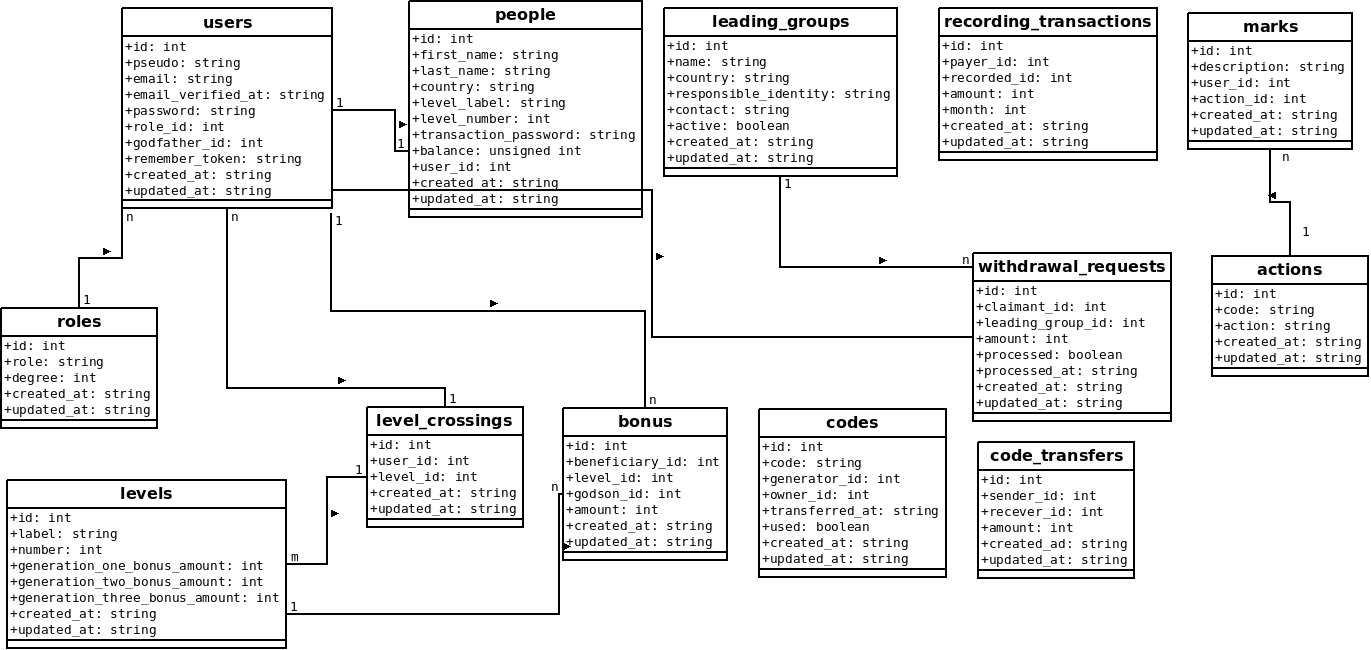 users
+id: int
+pseudo: string
+email: string
+email_verified_at: string
+password: string
+role_id: int
+godfather_id: int
+remember_token: string
+created_at: string
+updated_at: string
people
+id: int
+first_name: string
+last_name: string
+country: string
+level_label: string
+level_number: int
+transaction_password: string
+balance: unsigned int
+user_id: int
+created_at: string
+updated_at: string
leading_groups
+id: int
+name: string
+country: string
+responsible_identity: string
+contact: string
+active: boolean
+created_at: string
+updated_at: string
recording_transactions
+id: int
+payer_id: int
+recorded_id: int
+amount: int
+month: int
+created_at: string
+updated_at: string
marks
+id: int
+description: string
+user_id: int
+action_id: int
+created_at: string
+updated_at: string
1
1
n
n
1
1
n
n
1
1
roles
+id: int
+role: string
+degree: int
+created_at: string
+updated_at: string
withdrawal_requests
+id: int
+claimant_id: int
+leading_group_id: int
+amount: int
+processed: boolean
+processed_at: string
+created_at: string
+updated_at: string
actions
+id: int
+code: string
+action: string
+created_at: string
+updated_at: string
1
n
level_crossings
+id: int
+user_id: int
+level_id: int
+created_at: string
+updated_at: string
bonus
+id: int
+beneficiary_id: int
+level_id: int
+godson_id: int
+amount: int
+created_at: string
+updated_at: string
codes
+id: int
+code: string
+generator_id: int
+owner_id: int
+transferred_at: string
+used: boolean
+created_at: string
+updated_at: string
code_transfers
+id: int
+sender_id: int
+recever_id: int
+amount: int
+created_ad: string
+updated_at: string
levels
+id: int
+label: string
+number: int
+generation_one_bonus_amount: int
+generation_two_bonus_amount: int
+generation_three_bonus_amount: int
+created_at: string
+updated_at: string
1
n
m
1